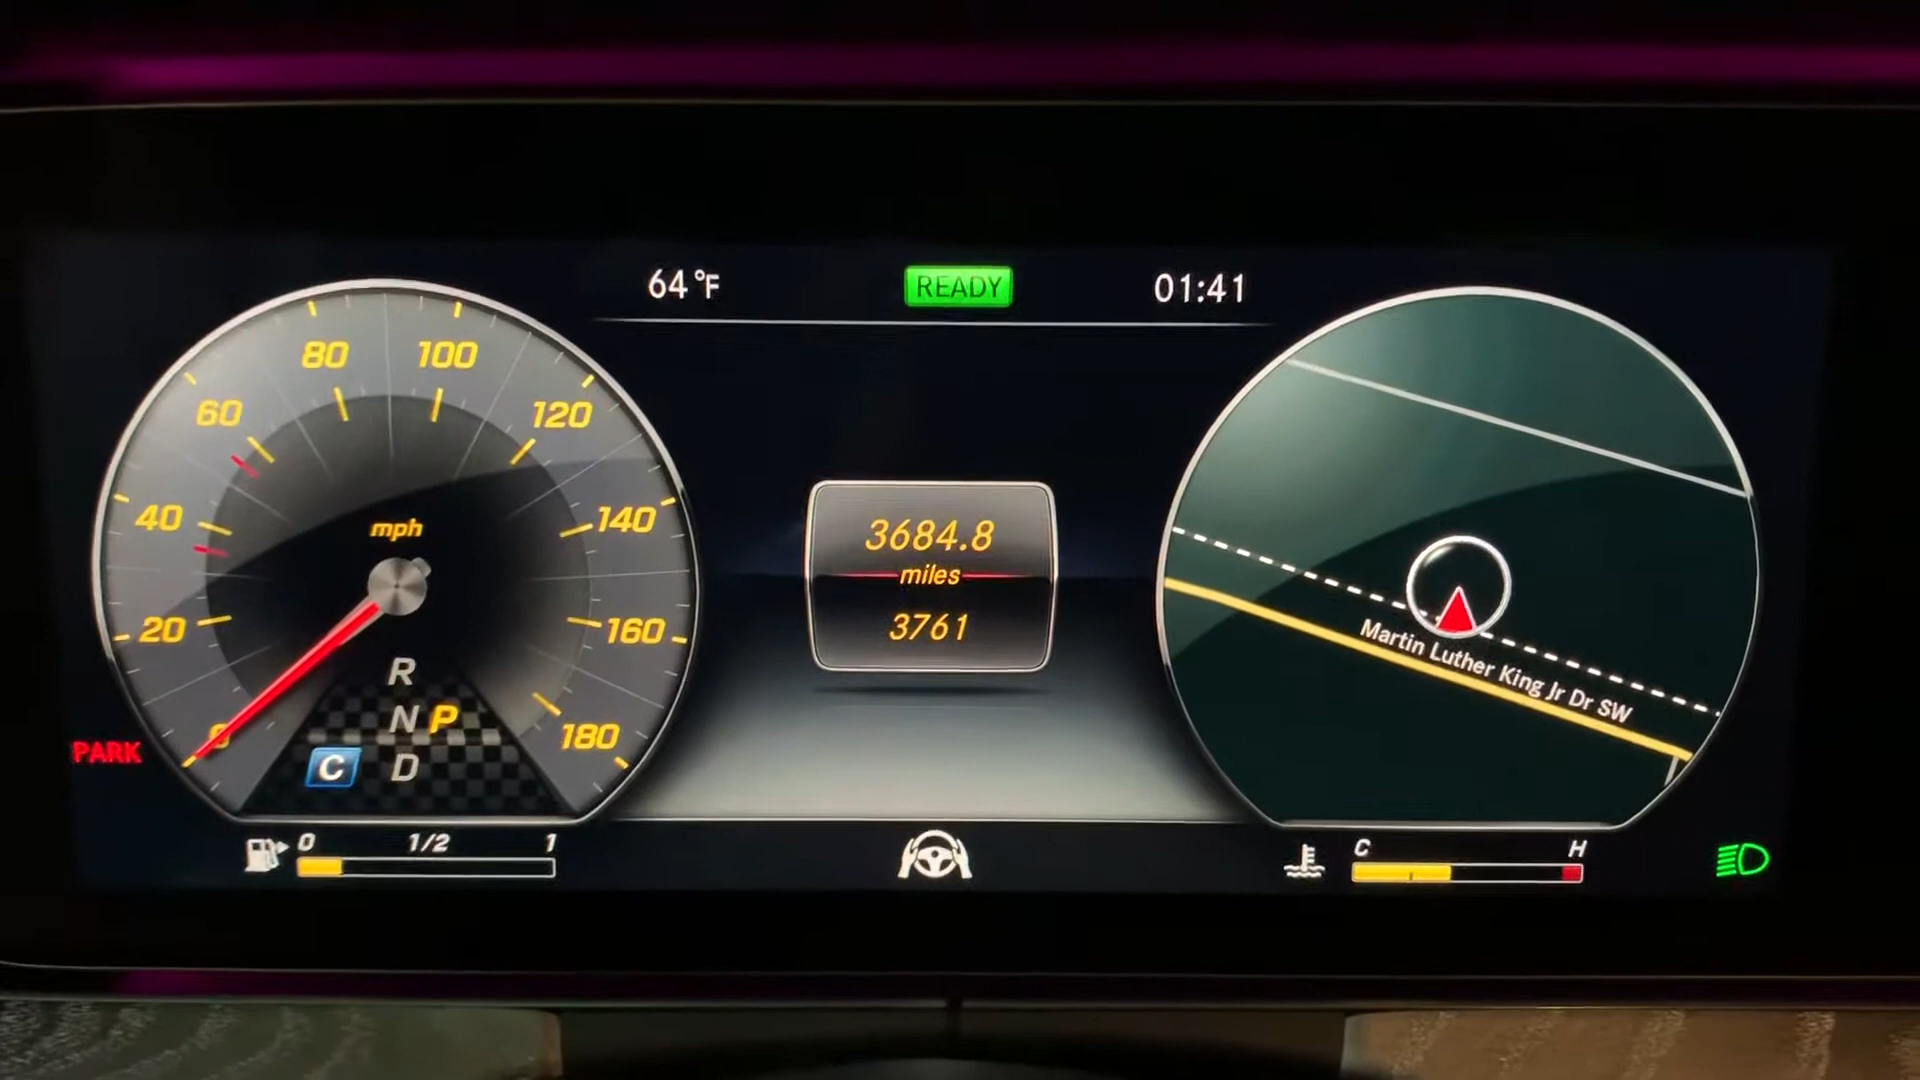 64°F
READY
01:41
80
100
60
120
40
mph
140
20
160
0
180
R
N P
C D
PARK
3684.8
miles
3761
Martin Luther King Jr Dr SW
0 1/2 1
C H